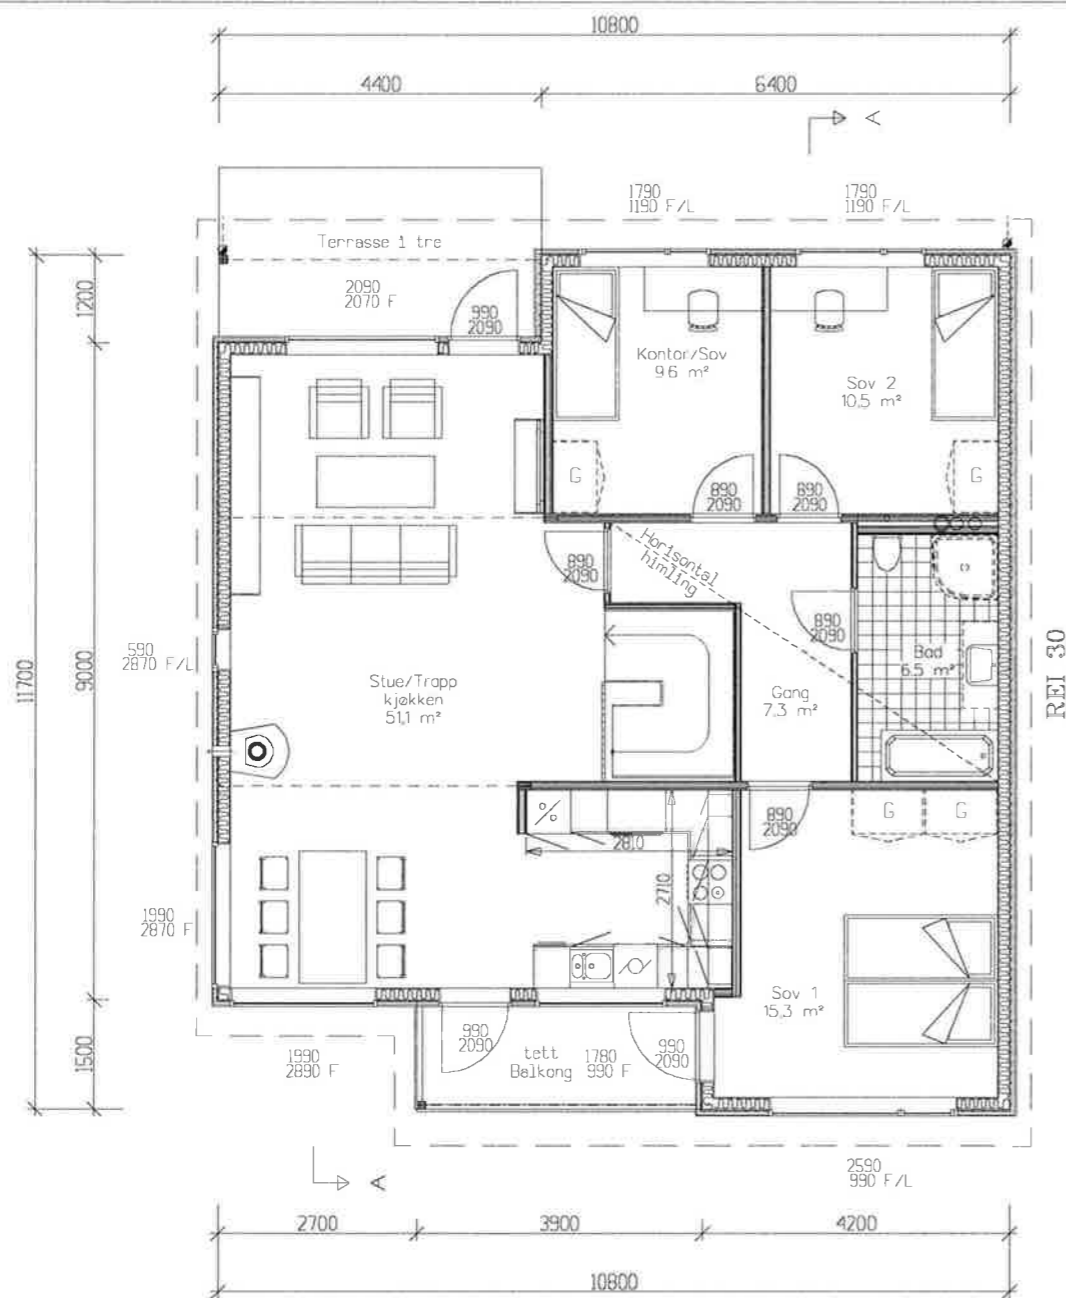 10800
4400
6400
A
1790
1190 F/L
1790
1190 F/L
Terrasse 1 tre
2090
2070 F
990
2090
1200
Kontor/Sov
9.6 m²
Sov 2
10,5 m²
G
G
890
2090
890
2090
Horisontal
himling
890
2090
590
2870 F/L
11700
9000
890
2090
Bad
6.5 m²
REI 30
Stue/Trapp
kjøkken
51,1 m²
Gang
7,3 m²
890
2090
G
G
2810
2710
1990
2870 F
Sov 1
15,3 m²
1500
990
2090
tett
Balkong
1780
990 F
990
2090
1990
2890 F
2590
990 F/L
A
2700
3900
4200
10800